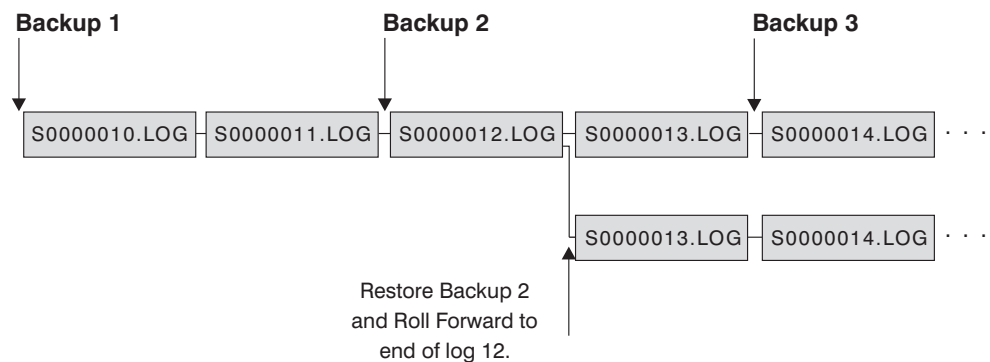 Backup 1 Backup 2 Backup 3
S0000010.LOG S0000011.LOG S0000012.LOG S0000013.LOG S0000014.LOG . . .
S0000013.LOG S0000014.LOG . . .
Restore Backup 2
and Roll Forward to
end of log 12.